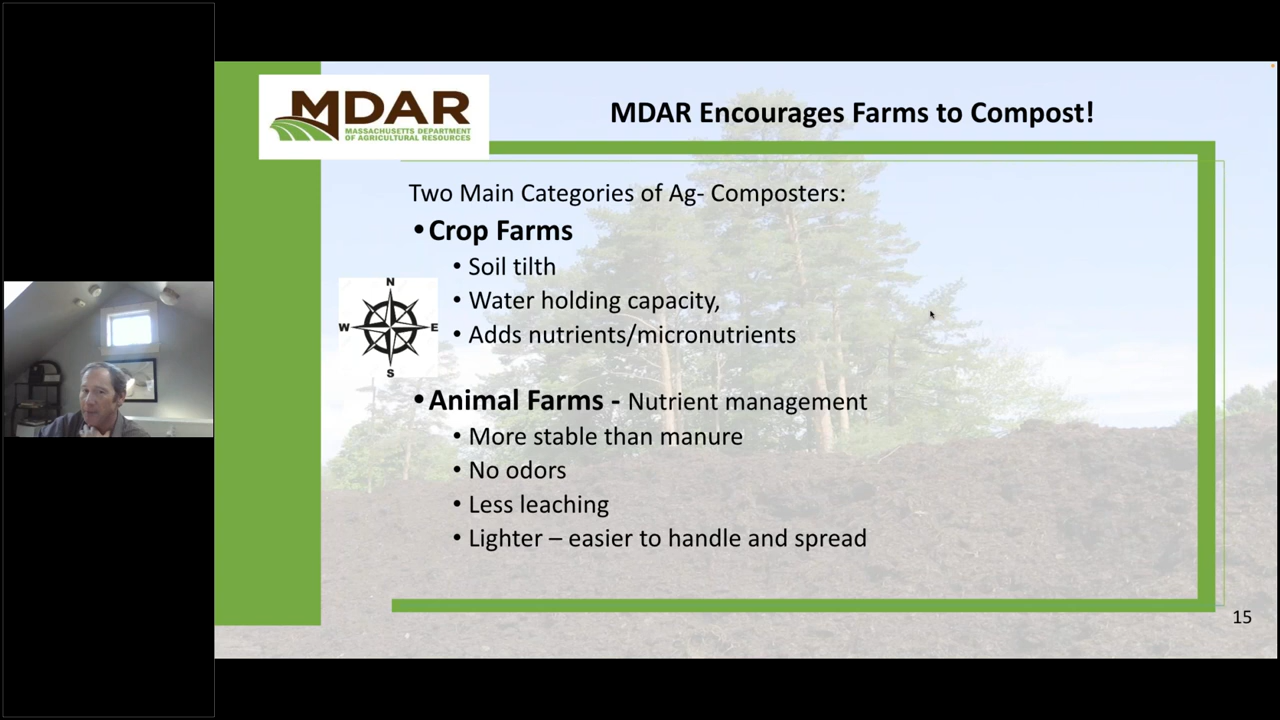 MDAR
MASSACHUSETTS DEPARTMENT
OF AGRICULTURAL RESOURCES
MDAR Encourages Farms to Compost!
Two Main Categories of Ag- Composters:
•Crop Farms
• Soil tilth
• Water holding capacity,
• Adds nutrients/micronutrients
N
W E
S
•Animal Farms - Nutrient management
• More stable than manure
• No odors
• Less leaching
• Lighter – easier to handle and spread
15